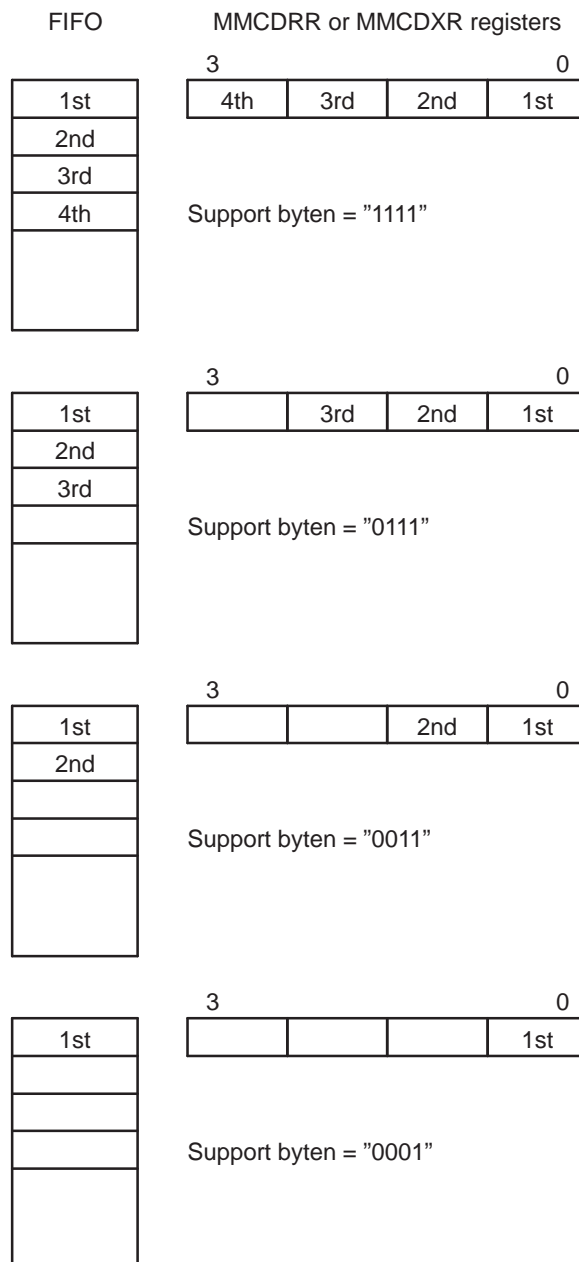 FIFO MMCDRR or MMCDXR registers
3 0
1st 4th 3rd 2nd 1st
2nd
3rd
4th Support byten = ”1111”
3 0
1st 3rd 2nd 1st
2nd
3rd
Support byten = ”0111”
3 0
1st 2nd 1st
2nd
Support byten = ”0011”
3 0
1st 1st
Support byten = ”0001”